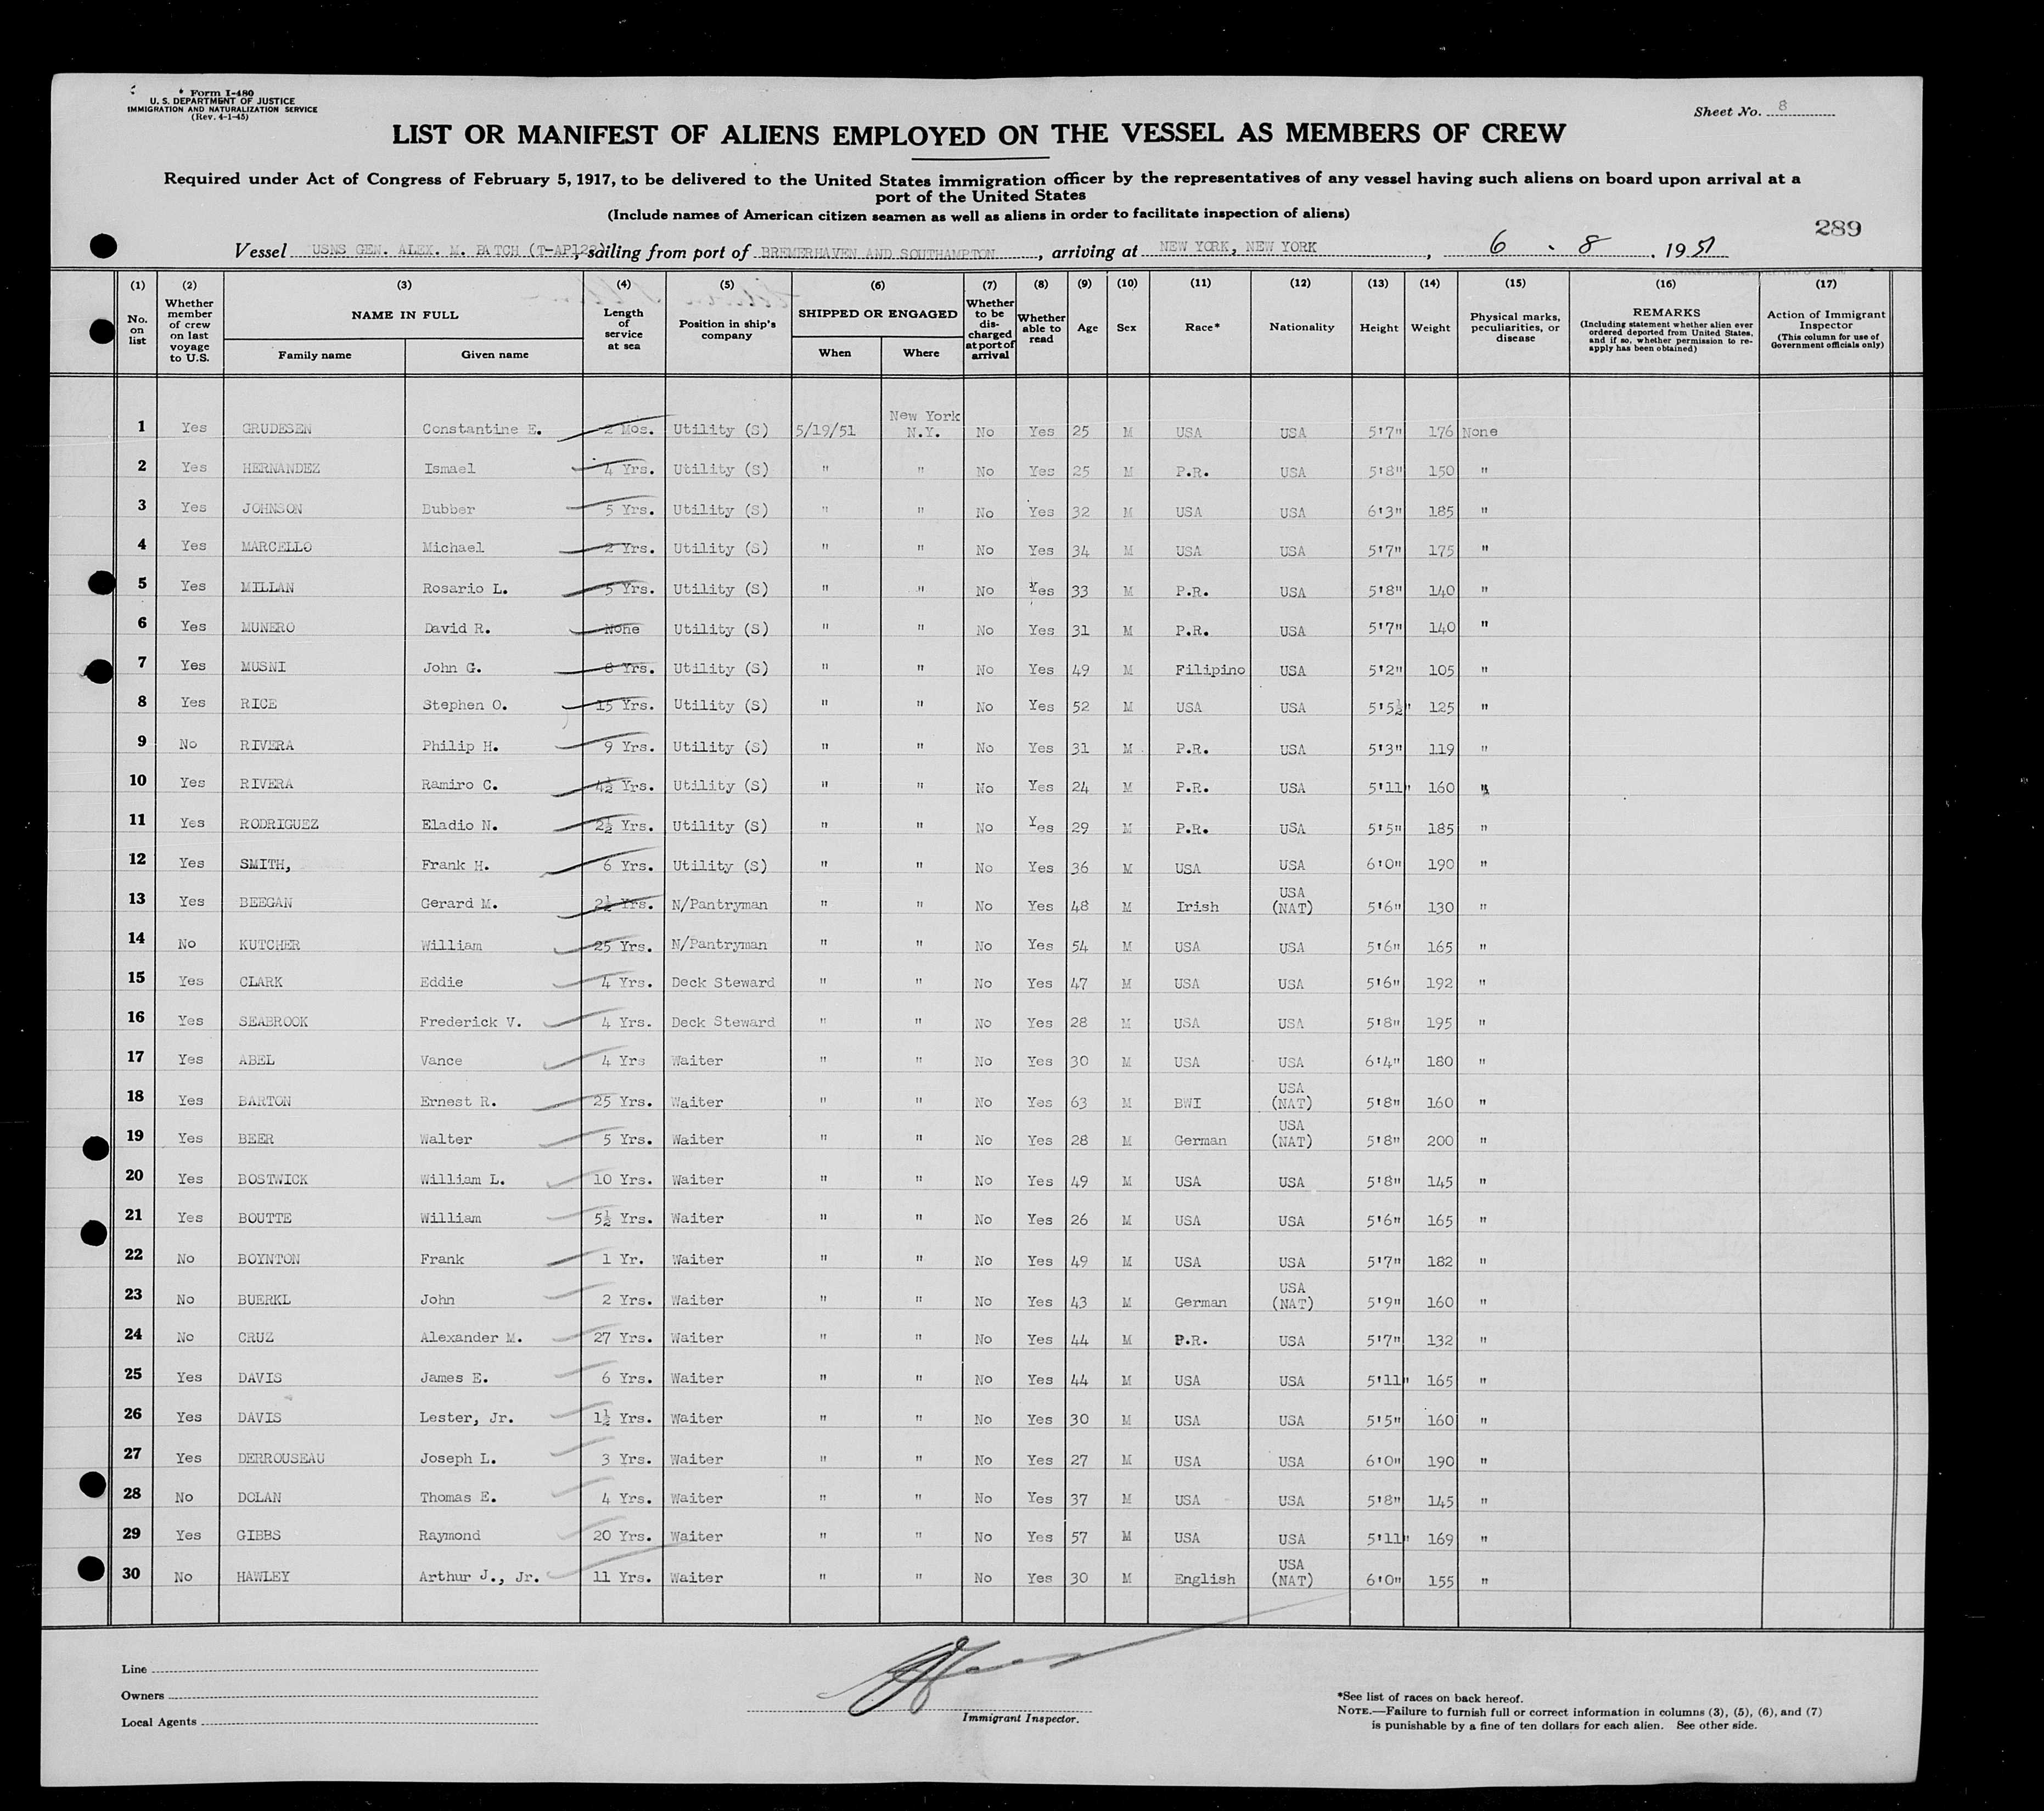 * Form I-480
U. S. DEPARTMENT OF JUSTICE
IMMIGRATION AND NATURALIZATION SERVICE
(Rev. 4-1-45)
Sheet No. 8
LIST OR MANIFEST OF ALIENS EMPLOYED ON THE VESSEL AS MEMBERS OF CREW
Required under Act of Congress of February 5, 1917, to be delivered to the United States immigration officer by the representatives of any vessel having such aliens on board upon arrival at a
port of the United States
(Include names of American citizen seamen as well as aliens in order to facilitate inspection of aliens)
289
Vessel USNS GEN. ALEX. M. PATCH (T-AP122), sailing from port of BREMERHAVEN AND SOUTHAMPTON, arriving at NEW YORK, NEW YORK, 6 - 8, 1951
(1) No. on list (2) Whether member of crew on last voyage to U.S. (3) NAME IN FULL Family name Given name (4) Length of service at sea (5) Position in ship's company (6) SHIPPED OR ENGAGED When Where (7) Whether to be discharged at port of arrival (8) Whether able to read (9) Age (10) Sex (11) Race* (12) Nationality (13) Height (14) Weight (15) Physical marks, peculiarities, or disease (16) REMARKS (Including statement whether alien ever ordered deported from United States, and if so, whether permission to re-apply has been obtained) (17) Action of Immigrant Inspector (This column for use of Government officials only)
1 Yes GRUDESEN Constantine E. 2 Mos. Utility (S) 5/19/51 New York N.Y. No Yes 25 M USA USA 5'7" 176 None
2 Yes HERNANDEZ Ismael 4 Yrs. Utility (S) " " No Yes 25 M P.R. USA 5'8" 150 "
3 Yes JOHNSON Bubber 5 Yrs. Utility (S) " " No Yes 32 M USA USA 6'3" 185 "
4 Yes MARCELLO Michael 2 Yrs. Utility (S) " " No Yes 34 M USA USA 5'7" 175 "
5 Yes MILLAN Rosario L. 5 Yrs. Utility (S) " " No Yes 33 M P.R. USA 5'8" 140 "
6 Yes MUNERO David R. None Utility (S) " " No Yes 31 M P.R. USA 5'7" 140 "
7 Yes MUSNI John G. 8 Yrs. Utility (S) " " No Yes 49 M Filipino USA 5'2" 105 "
8 Yes RICE Stephen O. 15 Yrs. Utility (S) " " No Yes 52 M USA USA 5'5½" 125 "
9 No RIVERA Philip H. 9 Yrs. Utility (S) " " No Yes 31 M P.R. USA 5'3" 119 "
10 Yes RIVERA Ramiro C. 4½ Yrs. Utility (S) " " No Yes 24 M P.R. USA 5'11" 160 "
11 Yes RODRIGUEZ Eladio N. 2½ Yrs. Utility (S) " " No Yes 29 M P.R. USA 5'5" 185 "
12 Yes SMITH, Frank H. 6 Yrs. Utility (S) " " No Yes 36 M USA USA 6'0" 190 "
13 Yes BEEGAN Gerard M. 2½ Yrs. N/Pantryman " " No Yes 48 M Irish USA (NAT) 5'6" 130 "
14 No KUTCHER William 25 Yrs. N/Pantryman " " No Yes 54 M USA USA 5'6" 165 "
15 Yes CLARK Eddie 4 Yrs. Deck Steward " " No Yes 47 M USA USA 5'6" 192 "
16 Yes SEABROOK Frederick V. 4 Yrs. Deck Steward " " No Yes 28 M USA USA 5'8" 195 "
17 Yes ABEL Vance 4 Yrs Waiter " " No Yes 30 M USA USA 6'4" 180 "
18 Yes BARTON Ernest R. 25 Yrs. Waiter " " No Yes 63 M BWI USA (NAT) 5'8" 160 "
19 Yes BEER Walter 5 Yrs. Waiter " " No Yes 28 M German USA (NAT) 5'8" 200 "
20 Yes BOSTWICK William L. 10 Yrs. Waiter " " No Yes 49 M USA USA 5'8" 145 "
21 Yes BOUTTE William 5½ Yrs. Waiter " " No Yes 26 M USA USA 5'6" 165 "
22 No BOYNTON Frank 1 Yr. Waiter " " No Yes 49 M USA USA 5'7" 182 "
23 No BUERKL John 2 Yrs. Waiter " " No Yes 43 M German USA (NAT) 5'9" 160 "
24 No CRUZ Alexander M. 27 Yrs. Waiter " " No Yes 44 M P.R. USA 5'7" 132 "
25 Yes DAVIS James E. 6 Yrs. Waiter " " No Yes 44 M USA USA 5'11" 165 "
26 Yes DAVIS Lester, Jr. 1½ Yrs. Waiter " " No Yes 30 M USA USA 5'5" 160 "
27 Yes DERROUSEAU Joseph L. 3 Yrs. Waiter " " No Yes 27 M USA USA 6'0" 190 "
28 No DOLAN Thomas E. 4 Yrs. Waiter " " No Yes 37 M USA USA 5'8" 145 "
29 Yes GIBBS Raymond 20 Yrs. Waiter " " No Yes 57 M USA USA 5'11" 169 "
30 No HAWLEY Arthur J., Jr. 11 Yrs. Waiter " " No Yes 30 M English USA (NAT) 6'0" 155 "
Line
Owners
Local Agents
Immigrant Inspector.
*See list of races on back hereof.
NOTE.—Failure to furnish full or correct information in columns (3), (5), (6), and (7)
is punishable by a fine of ten dollars for each alien. See other side.